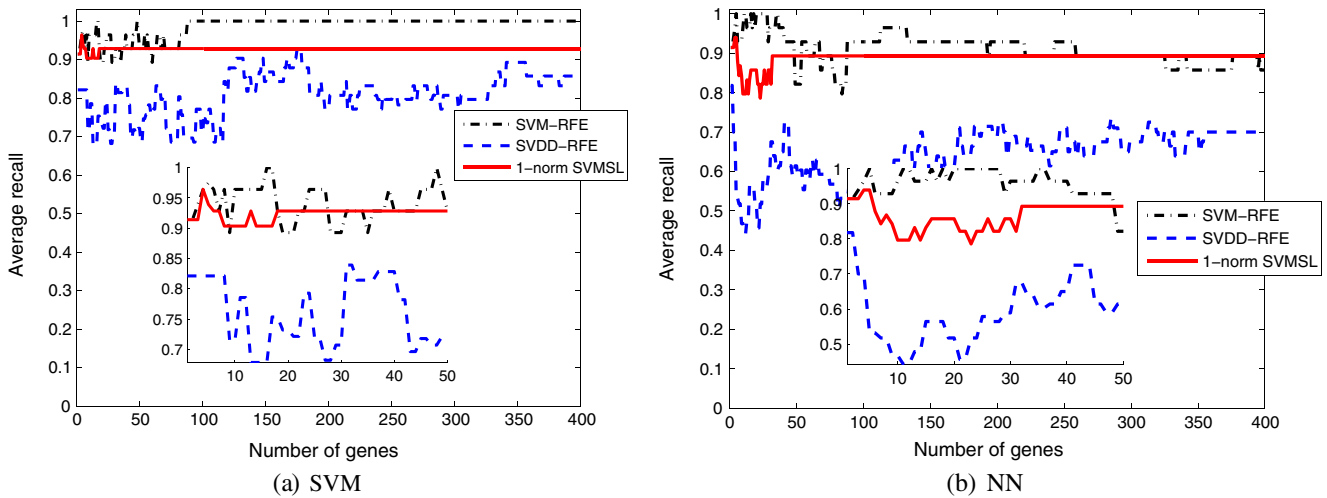 1
0.9
0.8
0.7
0.6
0.5
0.4
0.3
0.2
0.1
0
Average recall
0 50 100 150 200 250 300 350 400
Number of genes
SVM−RFE
SVDD−RFE
1−norm SVMSL
1
0.95
0.9
0.85
0.8
0.75
0.7
10 20 30 40 50
(a) SVM
1
0.9
0.8
0.7
0.6
0.5
0.4
0.3
0.2
0.1
0
Average recall
0 50 100 150 200 250 300 350 400
Number of genes
SVM−RFE
SVDD−RFE
1−norm SVMSL
1
0.9
0.8
0.7
0.6
0.5
10 20 30 40 50
(b) NN